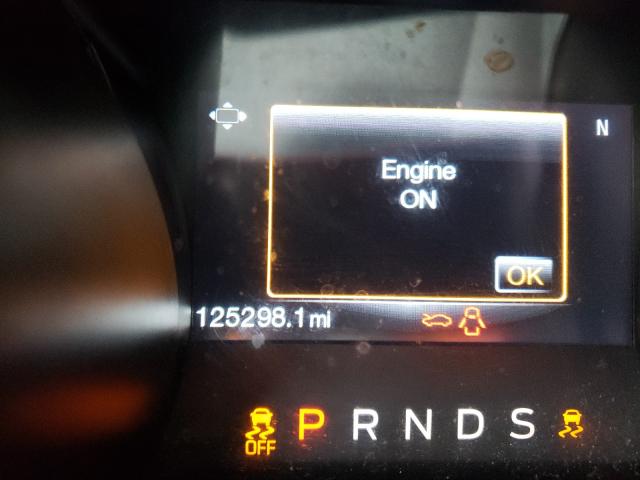 N
Engine
ON
OK
125298.1 mi
P R N D S
OFF